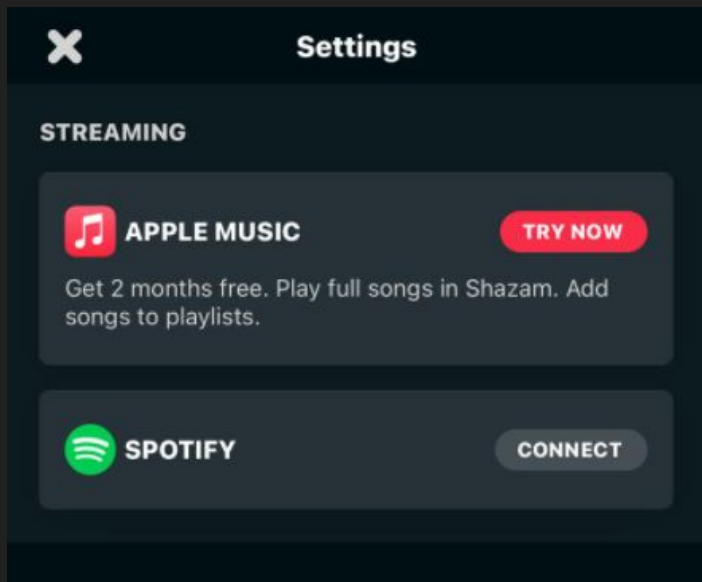 Settings
STREAMING
APPLE MUSIC
TRY NOW
Get 2 months free. Play full songs in Shazam. Add
songs to playlists.
SPOTIFY
CONNECT